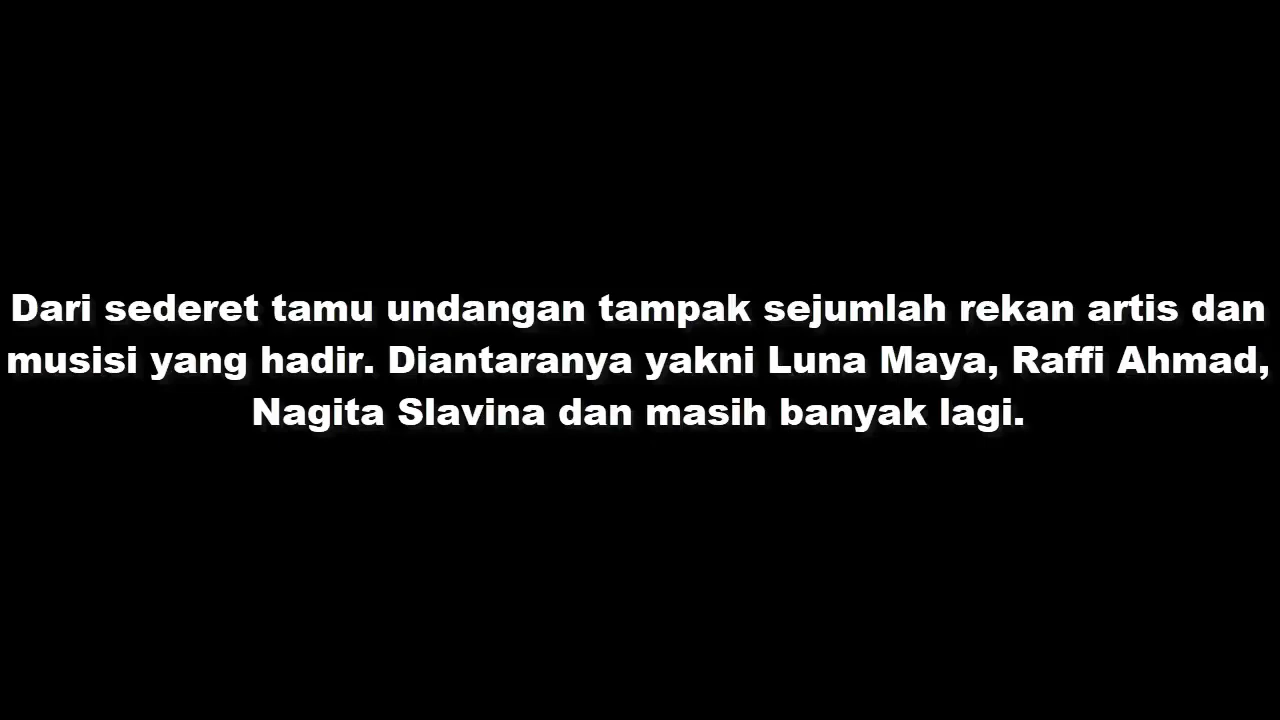 Dari sederet tamu undangan tampak sejumlah rekan artis dan
musisi yang hadir. Diantaranya yakni Luna Maya, Raffi Ahmad,
Nagita Slavina dan masih banyak lagi.